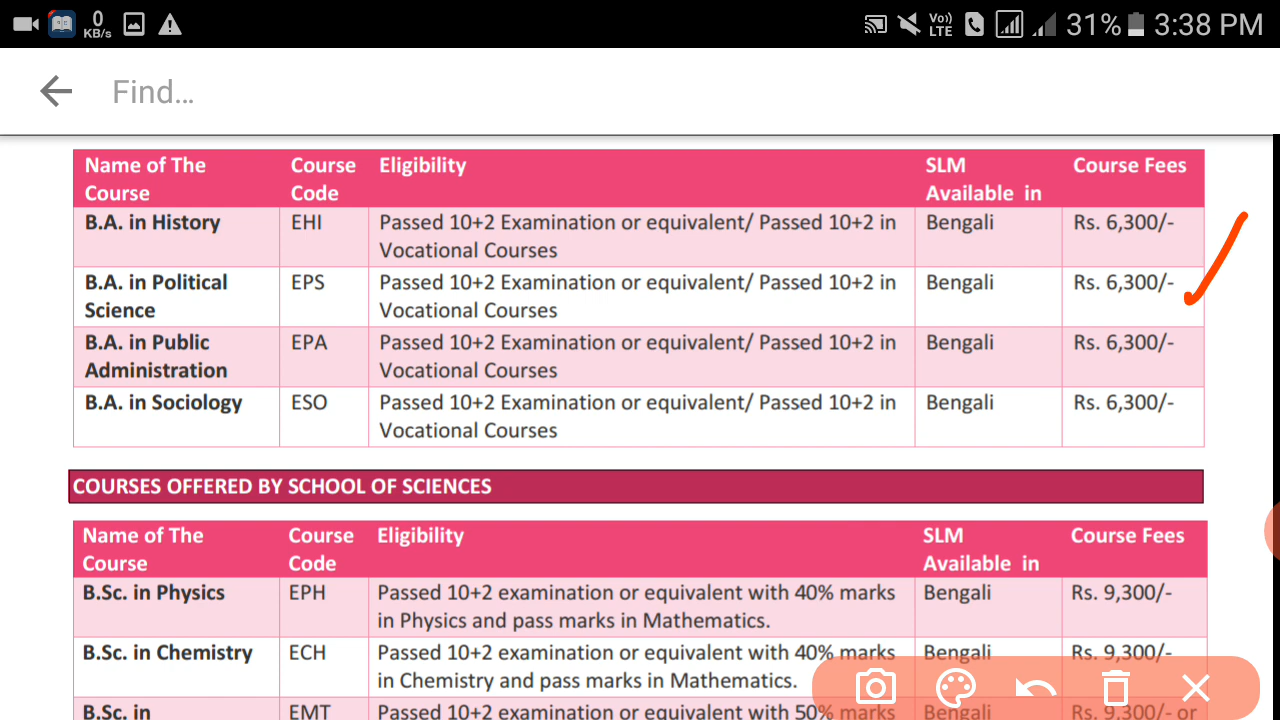 0
KB/s
Vo))
LTE
31%
3:38 PM
Find...
Name of The Course Course Code Eligibility SLM Available in Course Fees
B.A. in History EHI Passed 10+2 Examination or equivalent/ Passed 10+2 in Vocational Courses Bengali Rs. 6,300/-
B.A. in Political Science EPS Passed 10+2 Examination or equivalent/ Passed 10+2 in Vocational Courses Bengali Rs. 6,300/-
B.A. in Public Administration EPA Passed 10+2 Examination or equivalent/ Passed 10+2 in Vocational Courses Bengali Rs. 6,300/-
B.A. in Sociology ESO Passed 10+2 Examination or equivalent/ Passed 10+2 in Vocational Courses Bengali Rs. 6,300/-
COURSES OFFERED BY SCHOOL OF SCIENCES
Name of The Course Course Code Eligibility SLM Available in Course Fees
B.Sc. in Physics EPH Passed 10+2 examination or equivalent with 40% marks in Physics and pass marks in Mathematics. Bengali Rs. 9,300/-
B.Sc. in Chemistry ECH Passed 10+2 examination or equivalent with 40% marks in Chemistry and pass marks in Mathematics. Bengali Rs. 9,300/-
B.Sc. in EMT Passed 10+2 examination or equivalent with 50% marks Bengali Rs. 9,300/- or